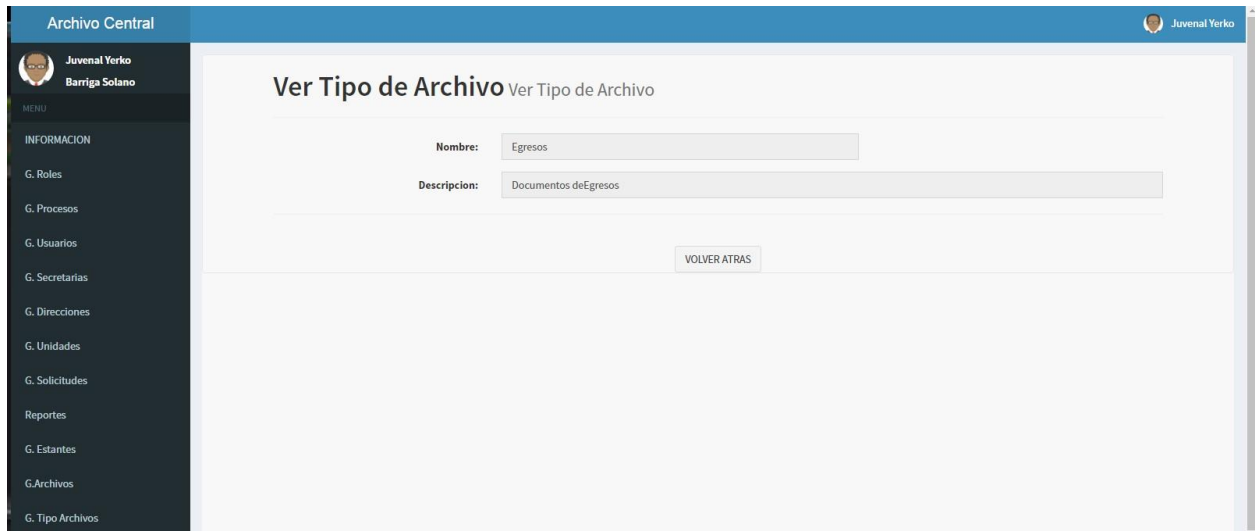 Archivo Central
Juvenal Yerko
Juvenal Yerko
Barriga Solano
MENU
INFORMACION
G. Roles
G. Procesos
G. Usuarios
G. Secretarias
G. Direcciones
G. Unidades
G. Solicitudes
Reportes
G. Estantes
G.Archivos
G. Tipo Archivos
Ver Tipo de Archivo Ver Tipo de Archivo
Nombre: Egresos
Descripcion: Documentos deEgresos
VOLVER ATRAS